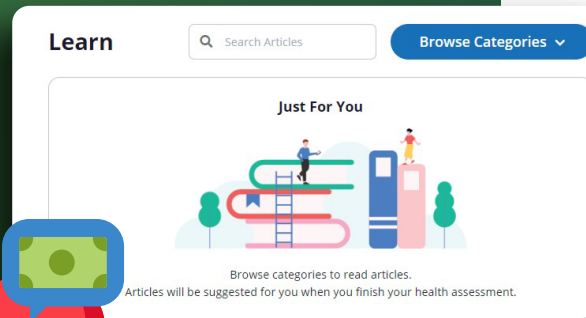 Learn
Search Articles
Browse Categories
Just For You
Browse categories to read articles.
Articles will be suggested for you when you finish your health assessment.